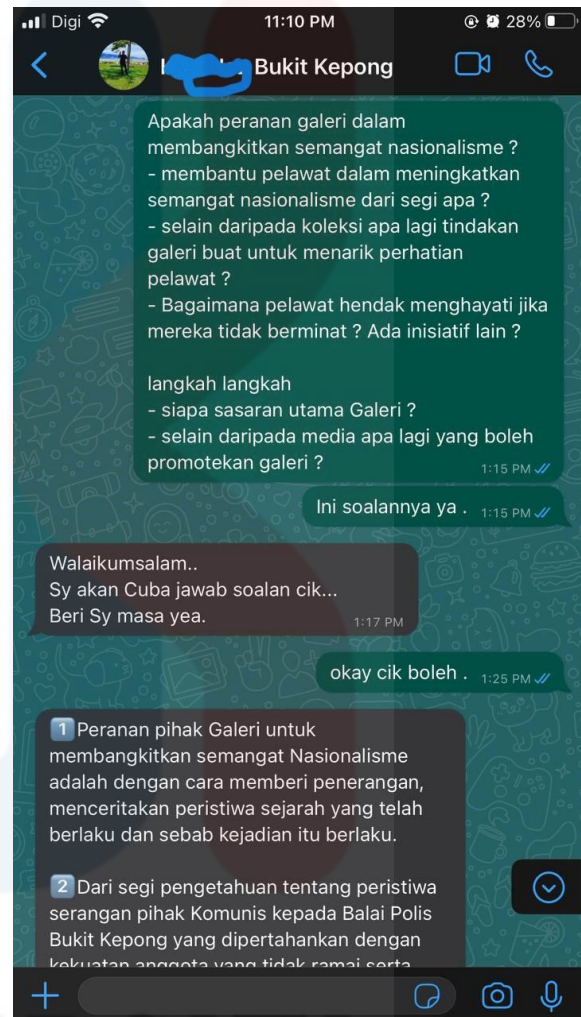 Digi 11:10 PM 28%
Bukit Kepong
Apakah peranan galeri dalam
membangkitkan semangat nasionalisme ?
- membantu pelawat dalam meningkatkan
semangat nasionalisme dari segi apa ?
- selain daripada koleksi apa lagi tindakan
galeri buat untuk menarik perhatian
pelawat ?
- Bagaimana pelawat hendak menghayati jika
mereka tidak berminat ? Ada inisiatif lain ?
langkah langkah
- siapa sasaran utama Galeri ?
- selain daripada media apa lagi yang boleh
promotekan galeri ?
1:15 PM
Ini soalannya ya . 1:15 PM
Walaikumsalam..
Sy akan Cuba jawab soalan cik...
Beri Sy masa yea.
1:17 PM
okay cik boleh . 1:25 PM
1 Peranan pihak Galeri untuk
membangkitkan semangat Nasionalisme
adalah dengan cara memberi penerangan,
menceritakan peristiwa sejarah yang telah
berlaku dan sebab kejadian itu berlaku.
2 Dari segi pengetahuan tentang peristiwa
serangan pihak Komunis kepada Balai Polis
Bukit Kepong yang dipertahankan dengan
kekuatan anggota yang tidak ramai serta